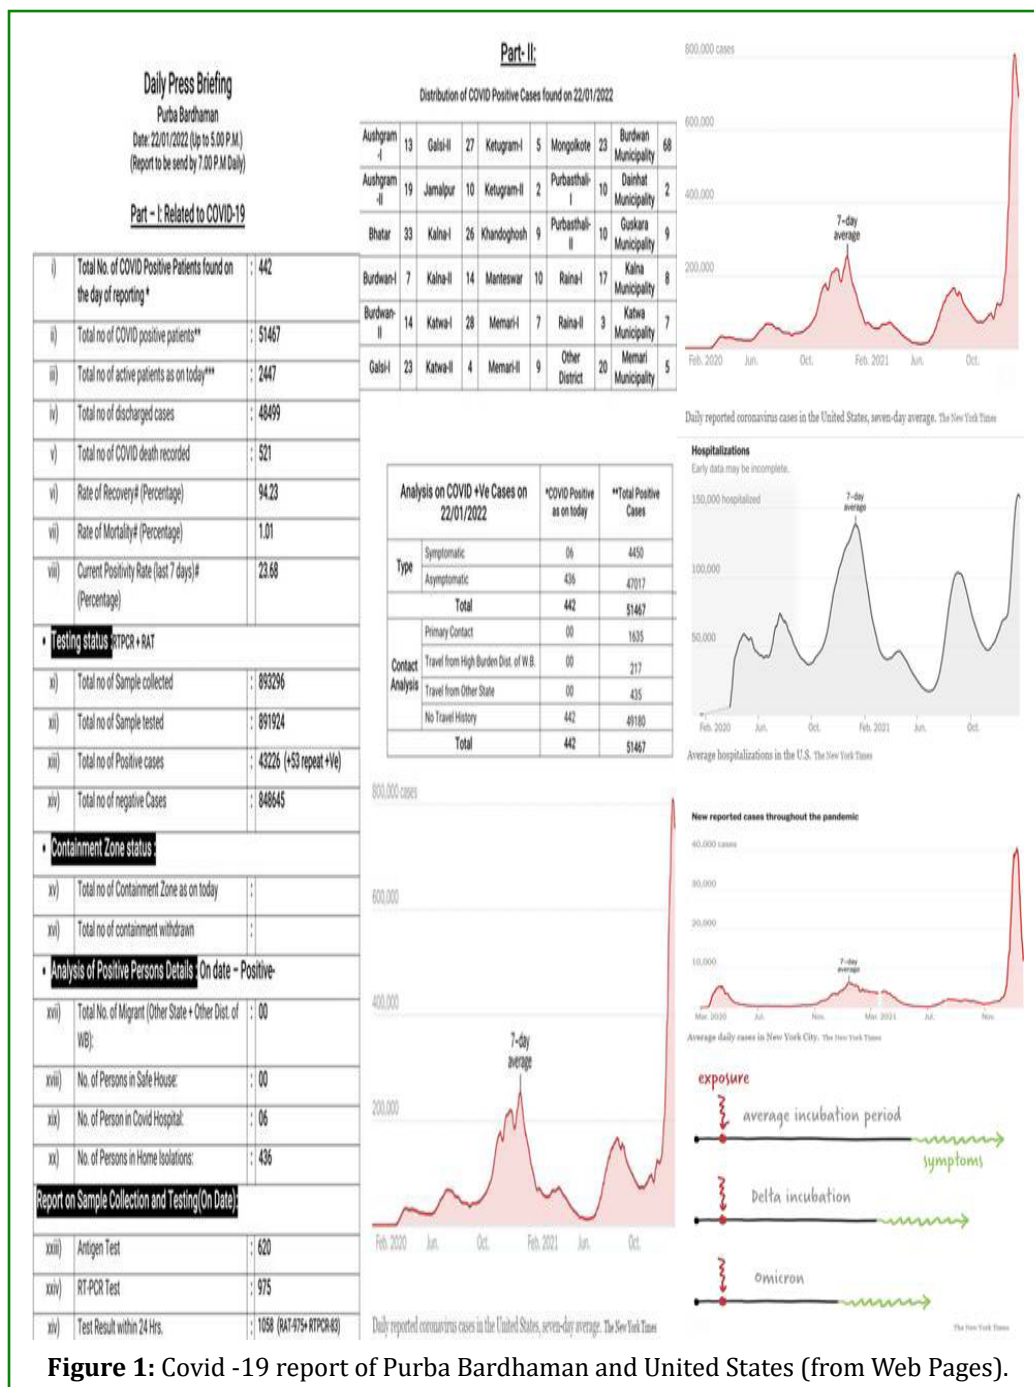 Daily Press Briefing
Purba Bardhaman
Date: 22/01/2022 (Up to 5.00 P.M.)
(Report to be send by 7.00 P.M Daily)
Part – I: Related to COVID-19
i) Total No. of COVID Positive Patients found on the day of reporting * : 442
ii) Total no of COVID positive patients** : 51467
iii) Total no of active patients as on today*** : 2447
iv) Total no of discharged cases : 48499
v) Total no of COVID death recorded : 521
vi) Rate of Recovery# (Percentage) : 94.23
vii) Rate of Mortality# (Percentage) : 1.01
viii) Current Positivity Rate (last 7 days)# (Percentage) : 23.68
• Testing status :RTPCR + RAT
xi) Total no of Sample collected : 893296
xii) Total no of Sample tested : 891924
xiii) Total no of Positive cases : 43226 (+53 repeat +Ve)
xiv) Total no of negative Cases : 848645
• Containment Zone status :
xv) Total no of Containment Zone as on today :
xvi) Total no of containment withdrawn :
• Analysis of Positive Persons Details : On date – Positive-
xvii) Total No. of Migrant (Other State + Other Dist. of WB): : 00
xviii) No. of Persons in Safe House: : 00
xix) No. of Person in Covid Hospital: : 06
xx) No. of Persons in Home Isolations: : 436
Report on Sample Collection and Testing(On Date):
xxiii) Antigen Test : 620
xxiv) RT-PCR Test : 975
xiv) Test Result within 24 Hrs. : 1058 (RAT-975+ RTPCR-83)
Part- II:
Distribution of COVID Positive Cases found on 22/01/2022
Aushgram-I 13 Galsi-II 27 Ketugram-I 5 Mongolkote 23 Burdwan Municipality 68
Aushgram-II 19 Jamalpur 10 Ketugram-II 2 Purbasthali-I 10 Dainhat Municipality 2
Bhatar 33 Kalna-I 26 Khandoghosh 9 Purbasthali-II 10 Guskara Municipality 9
Burdwan-I 7 Kalna-II 14 Manteswar 10 Raina-I 17 Kalna Municipality 8
Burdwan-II 14 Katwa-I 28 Memari-I 7 Raina-II 3 Katwa Municipality 7
Galsi-I 23 Katwa-II 4 Memari-II 9 Other District 20 Memari Municipality 5
Analysis on COVID +Ve Cases on 22/01/2022 *COVID Positive as on today **Total Positive Cases
Type
Symptomatic 06 4450
Asymptomatic 436 47017
Total 442 51467
Contact Analysis
Primary Contact 00 1635
Travel from High Burden Dist. of W.B. 00 217
Travel from Other State 00 435
No Travel History 442 49180
Total 442 51467
800,000 cases
600,000
400,000
200,000
7-day
average
Feb. 2020 Jun. Oct. Feb. 2021 Jun. Oct.
Daily reported coronavirus cases in the United States, seven-day average. The New York Times
800,000 cases
600,000
400,000
200,000
7-day
average
Feb. 2020 Jun. Oct. Feb. 2021 Jun. Oct.
Daily reported coronavirus cases in the United States, seven-day average. The New York Times
Hospitalizations
Early data may be incomplete.
150,000 hospitalized
100,000
50,000
7-day
average
Feb. 2020 Jun. Oct. Feb. 2021 Jun. Oct.
Average hospitalizations in the U.S. The New York Times
New reported cases throughout the pandemic
40,000 cases
30,000
20,000
10,000
7-day
average
Mar. 2020 Jul. Nov. Mar. 2021 Jul. Nov.
Average daily cases in New York City. The New York Times
exposure
average incubation period
symptoms
Delta incubation
Omicron
The New York Times
Figure 1: Covid -19 report of Purba Bardhaman and United States (from Web Pages).